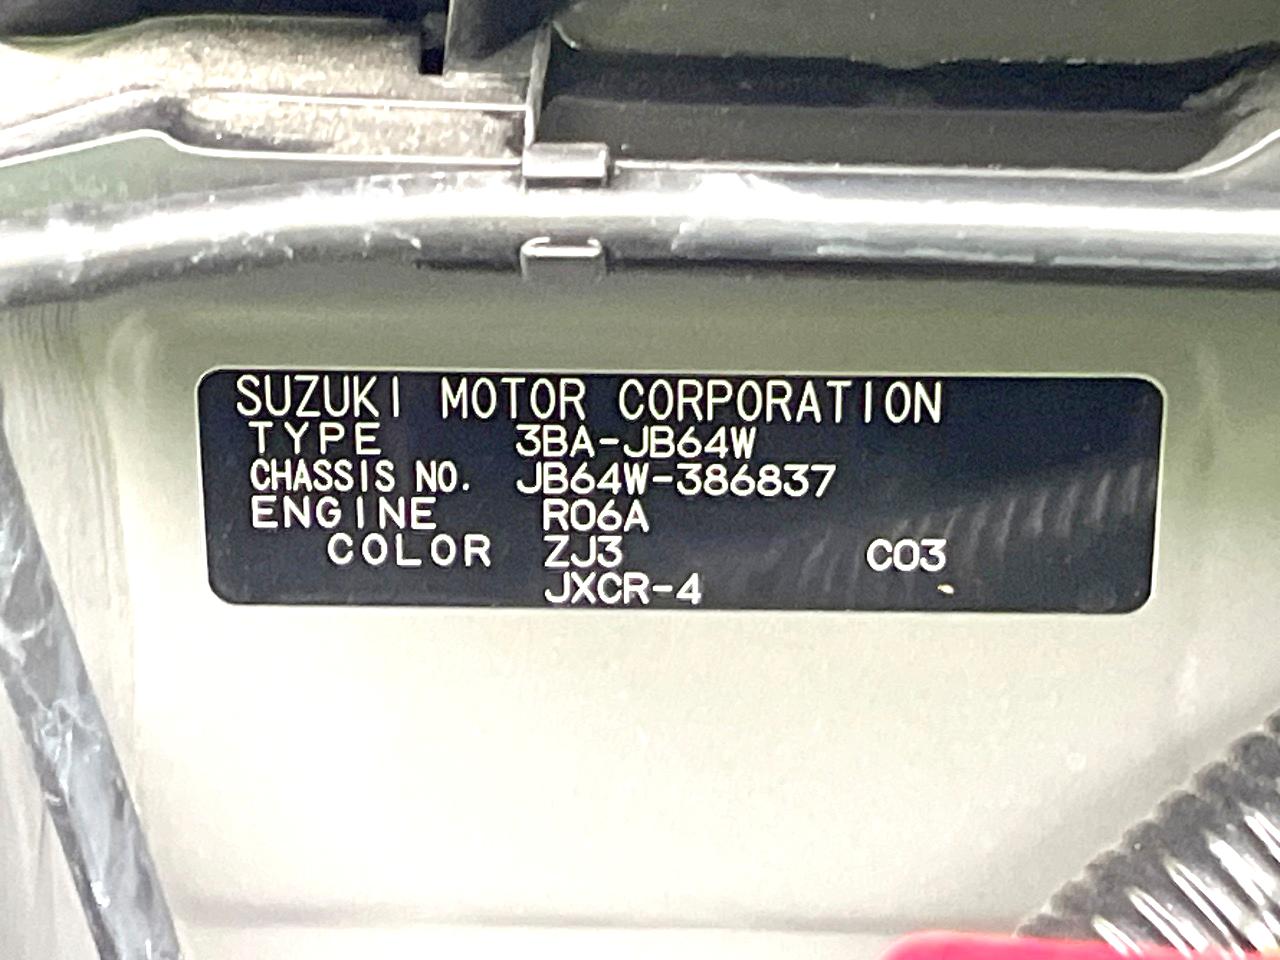 SUZUKI MOTOR CORPORATION
TYPE 3BA-JB64W
CHASSIS NO. JB64W-386837
ENGINE R06A
COLOR ZJ3 C03
JXCR-4